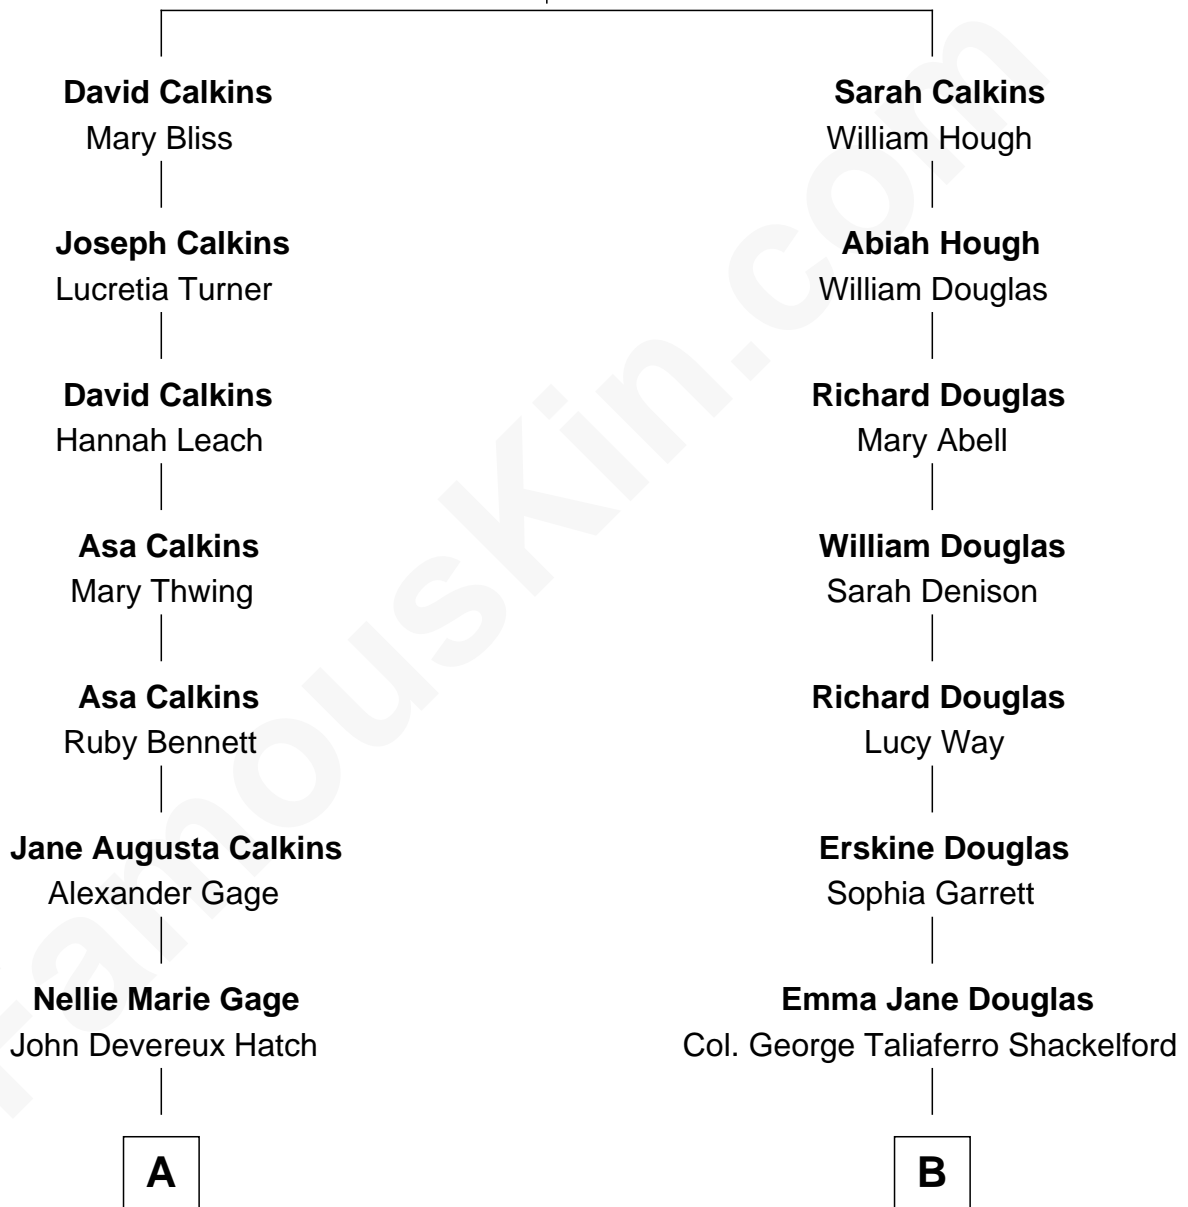 David Calkins
Mary Bliss
Joseph Calkins
Lucretia Turner
David Calkins
Hannah Leach
Asa Calkins
Mary Thwing
Asa Calkins
Ruby Bennett
Jane Augusta Calkins
Alexander Gage
Nellie Marie Gage
John Devereux Hatch
A
Sarah Calkins
William Hough
Abiah Hough
William Douglas
Richard Douglas
Mary Abell
William Douglas
Sarah Denison
Richard Douglas
Lucy Way
Erskine Douglas
Sophia Garrett
Emma Jane Douglas
Col. George Taliaferro Shackelford
B
FamousKin.com